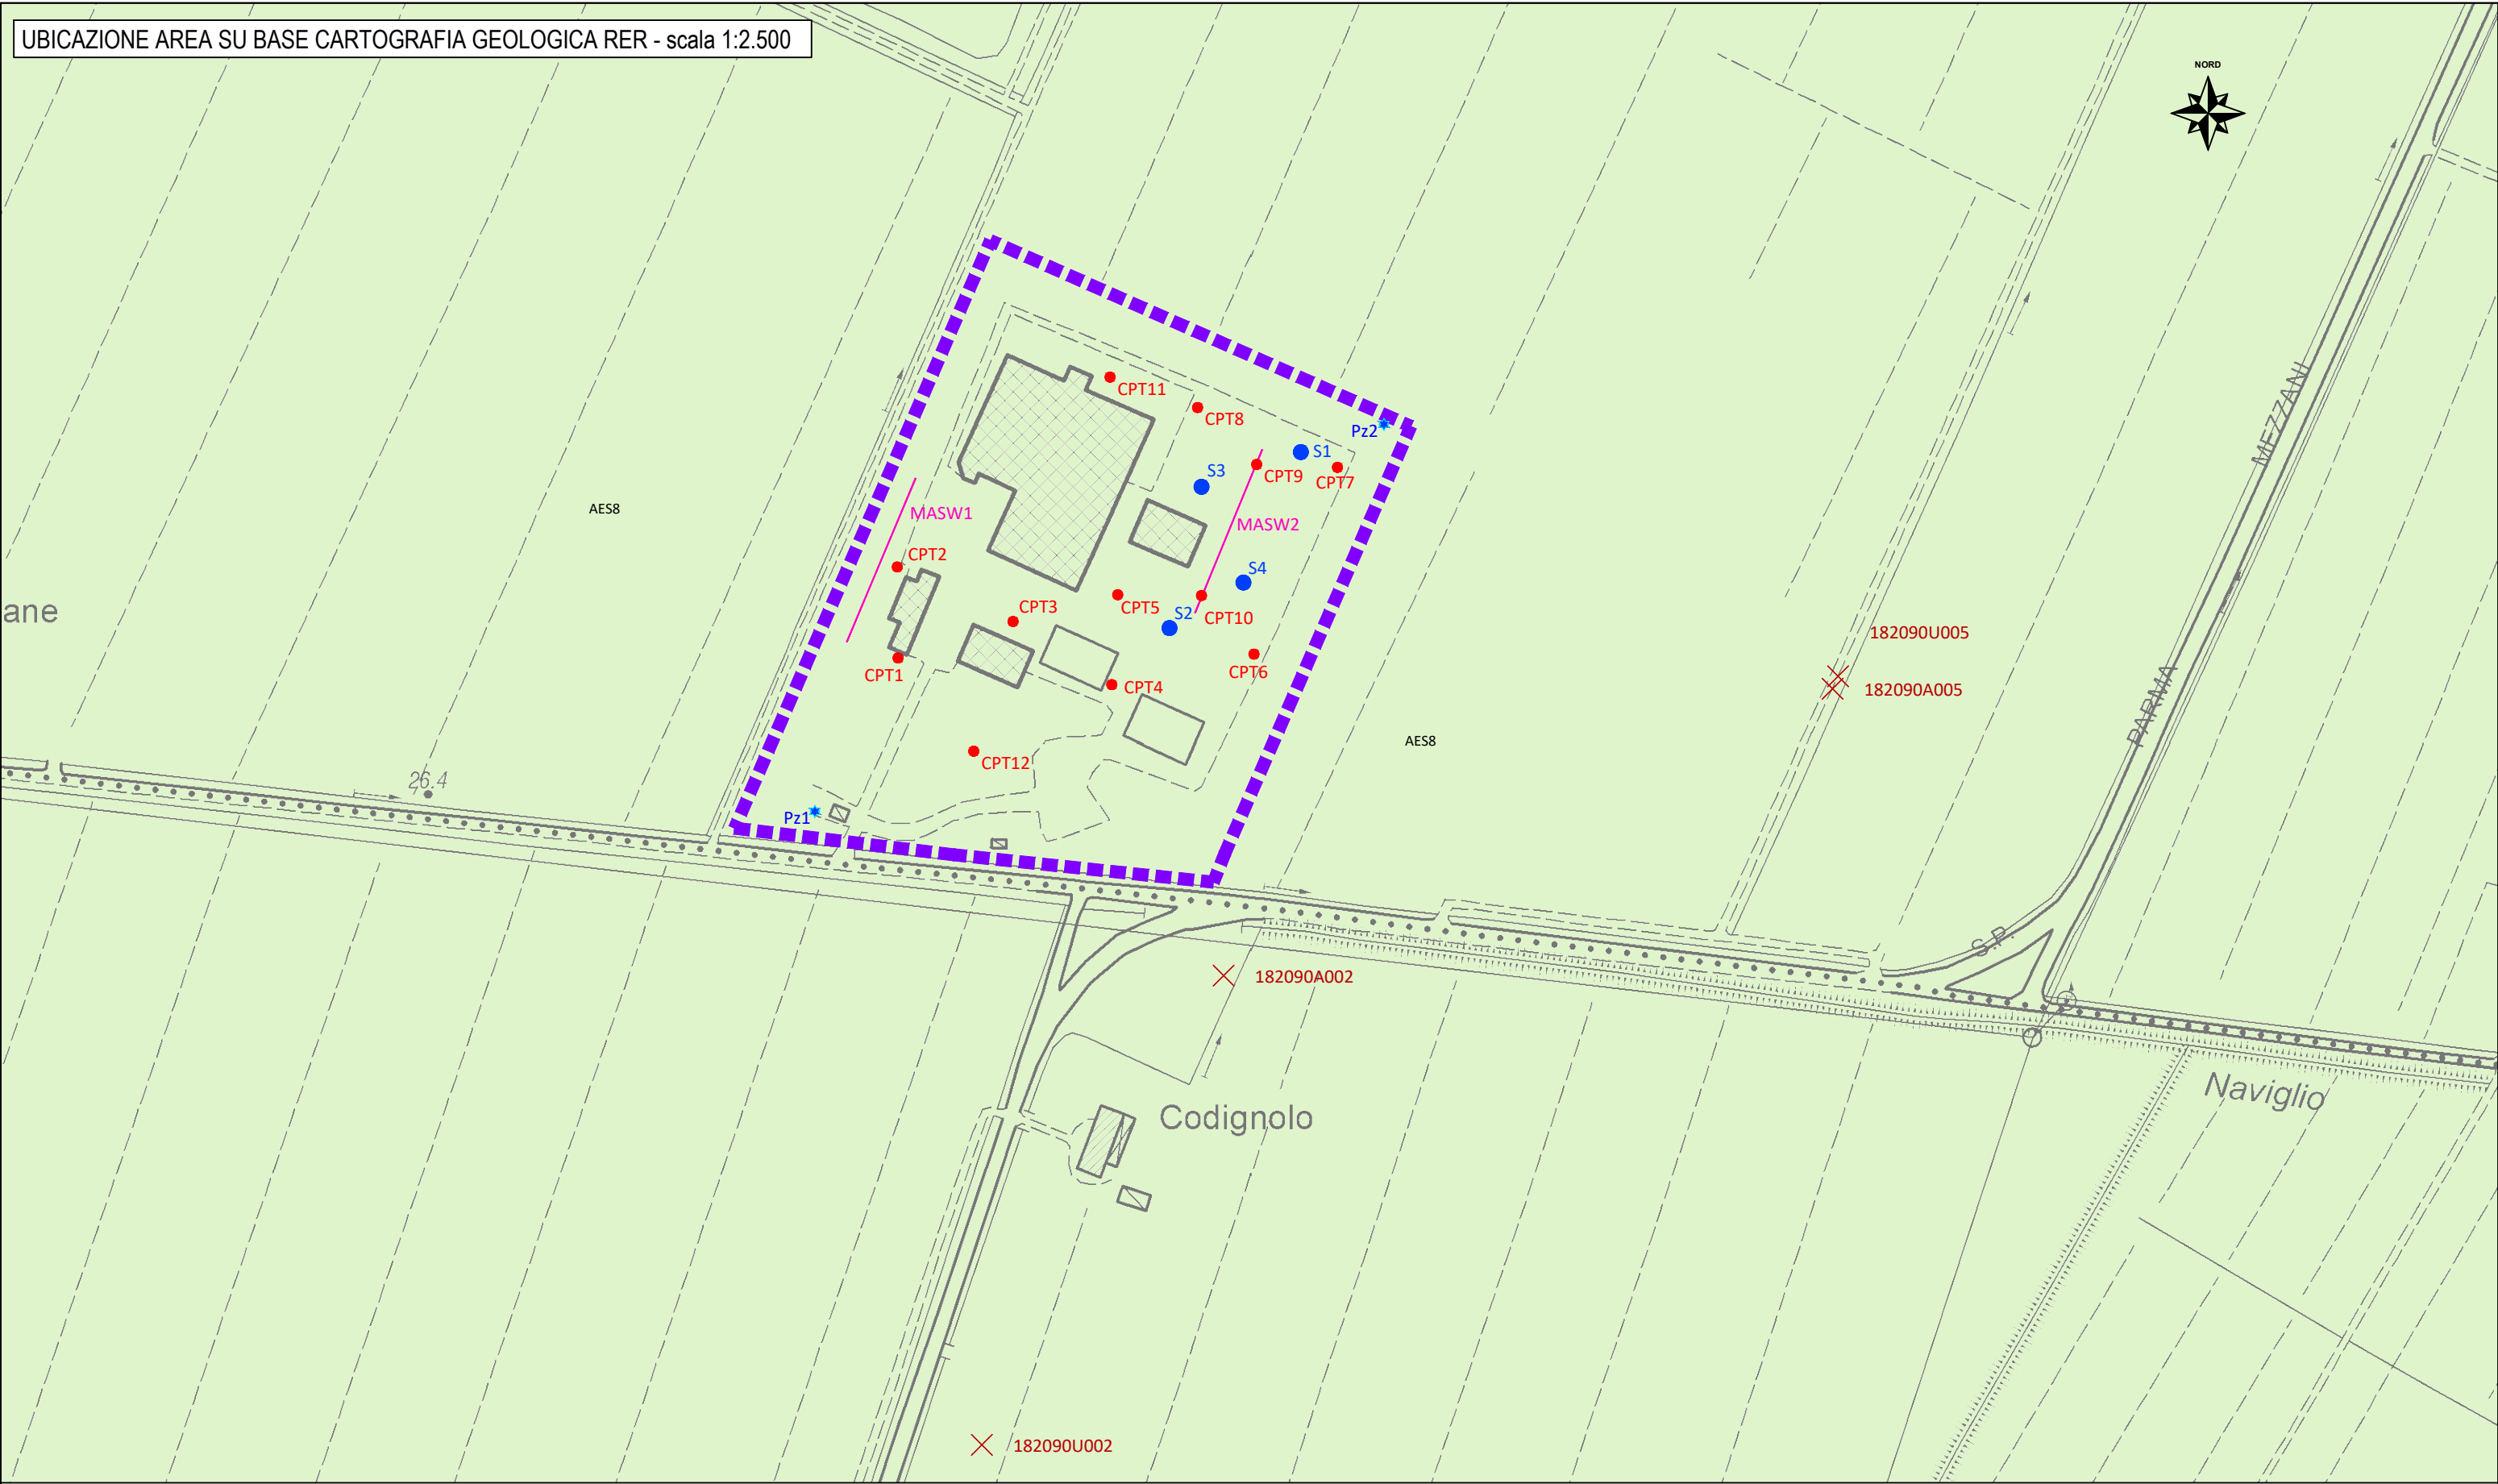 UBICAZIONE AREA SU BASE CARTOGRAFIA GEOLOGICA RER - scala 1:2.500
NORD
CPT11
CPT8
Pz2
S1
S3
CPT9
CPT7
MEZZANI
AES8
MASW1
MASW2
CPT2
S4
ane
CPT3
CPT5
S2
CPT10
182090U005
CPT1
CPT6
CPT4
182090A005
PARMA
AES8
CPT12
26.4
Pz1
S.P.
182090A002
Naviglio
Codignolo
182090U002